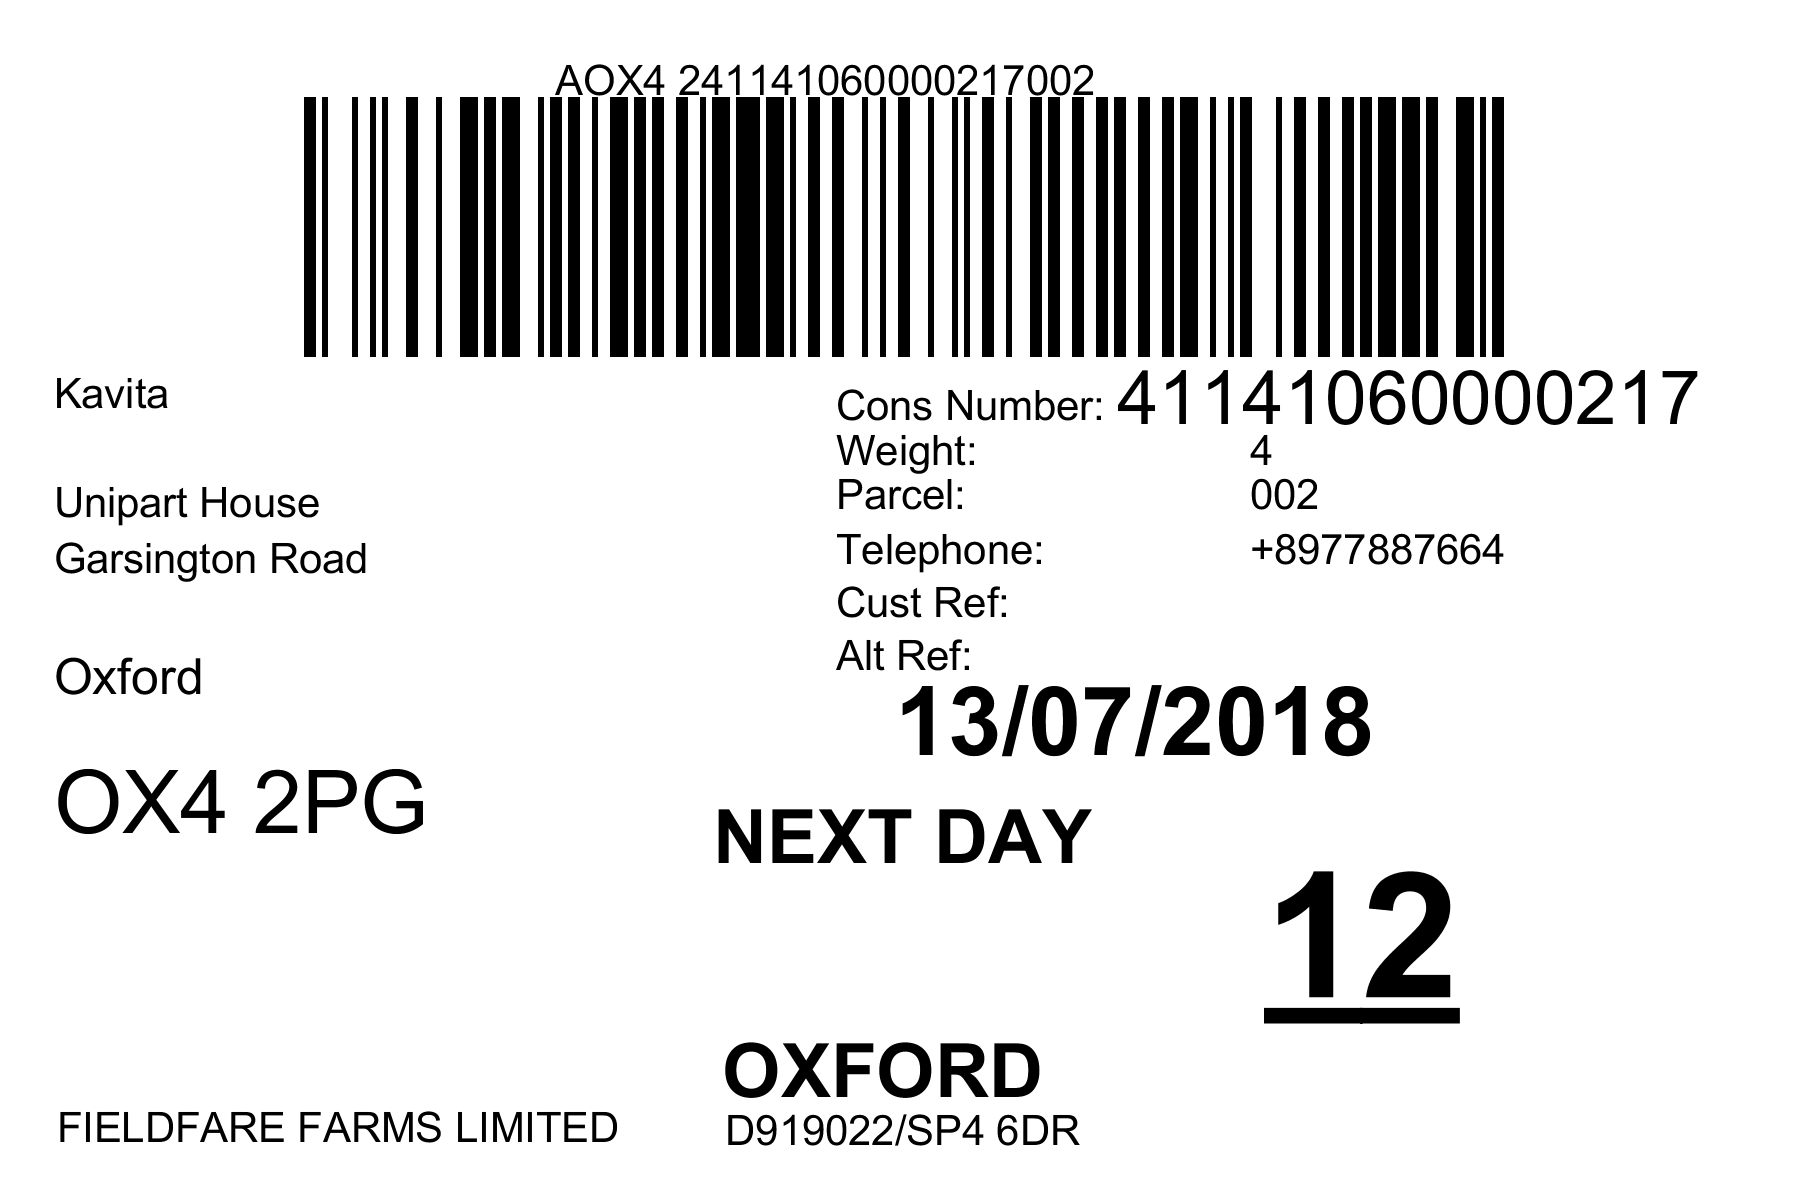 AOX4 241141060000217002
Kavita
Unipart House
Garsington Road
Oxford
OX4 2PG
Cons Number: 41141060000217
Weight: 4
Parcel: 002
Telephone: +8977887664
Cust Ref:
Alt Ref:
13/07/2018
NEXT DAY
12
OXFORD
FIELDFARE FARMS LIMITED
D919022/SP4 6DR